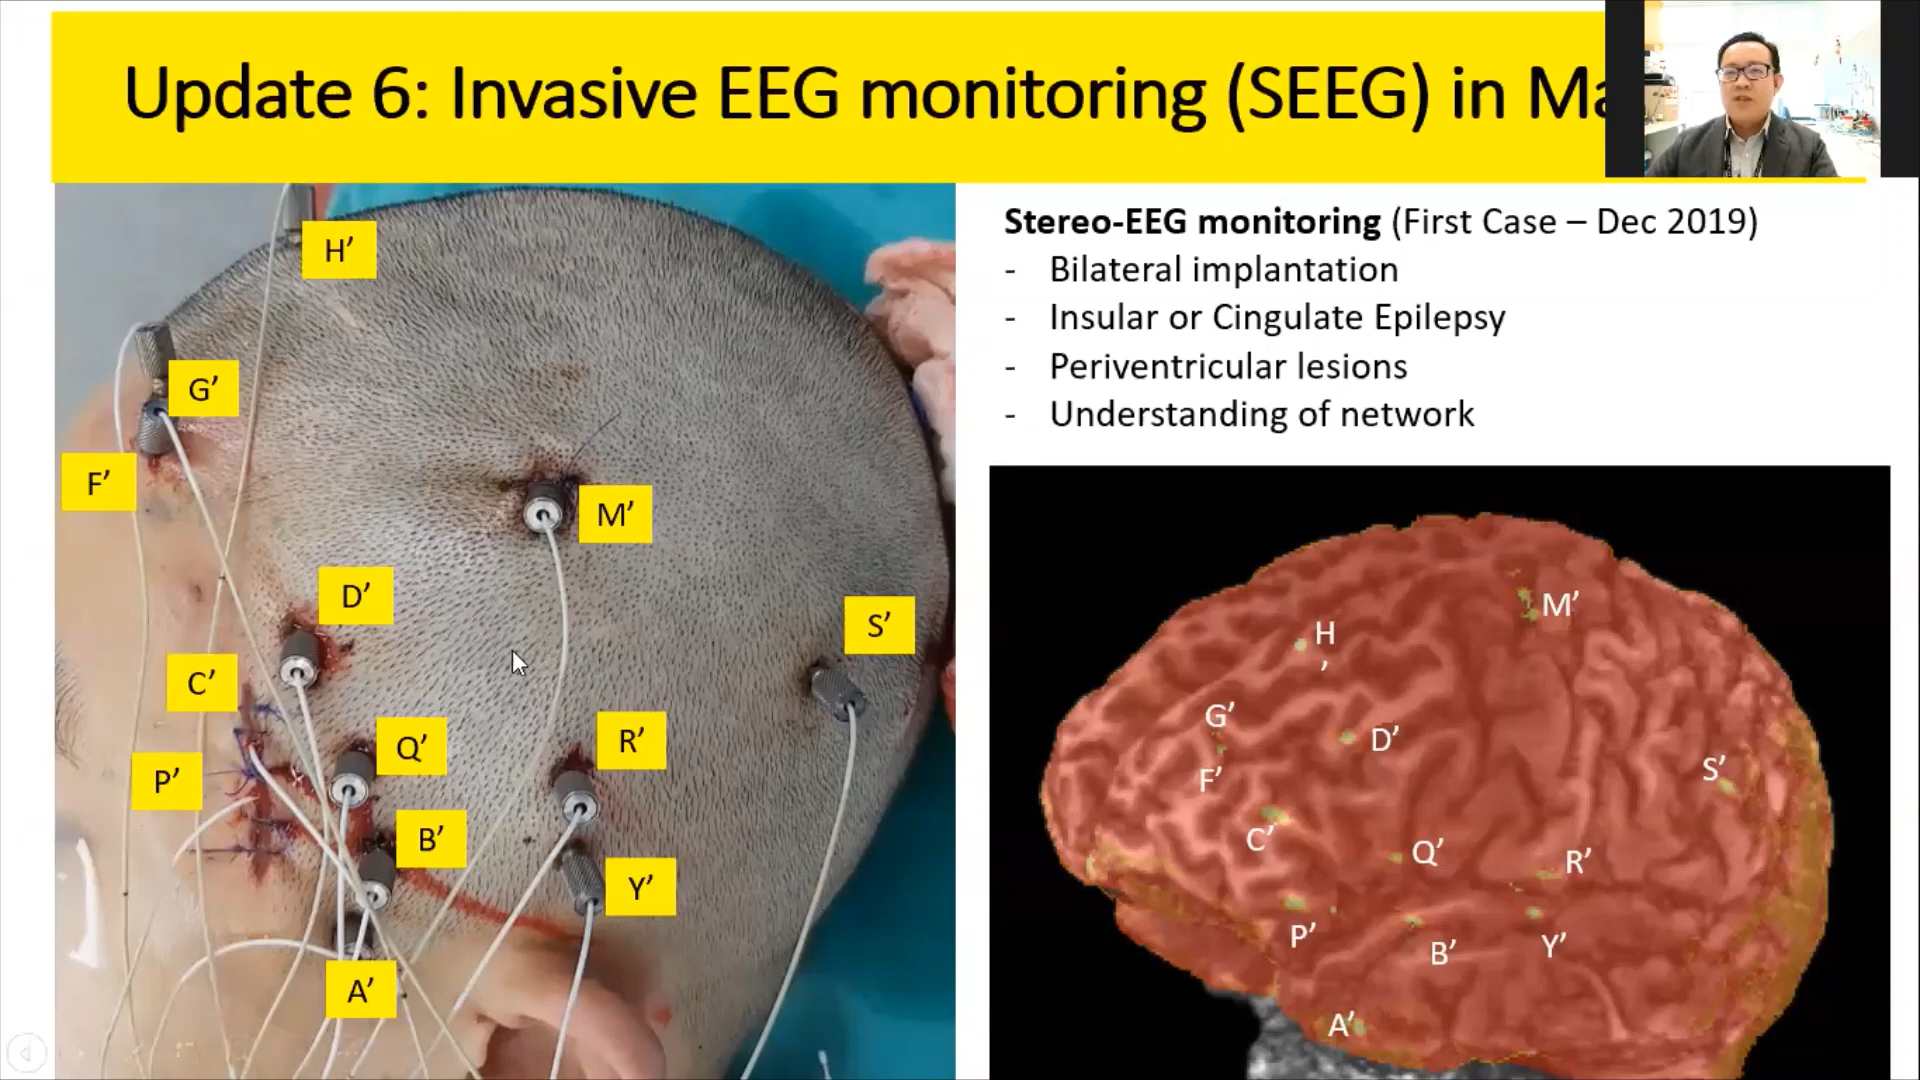 Update 6: Invasive EEG monitoring (SEEG) in Ma
Stereo-EEG monitoring (First Case – Dec 2019)
- Bilateral implantation
- Insular or Cingulate Epilepsy
- Periventricular lesions
- Understanding of network
H’
G’
F’
M’
D’
S’
C’
Q’
R’
P’
B’
Y’
A’
M’
H
’
G’
D’
F’
S’
C’
Q’
R’
P’
B’
Y’
A’